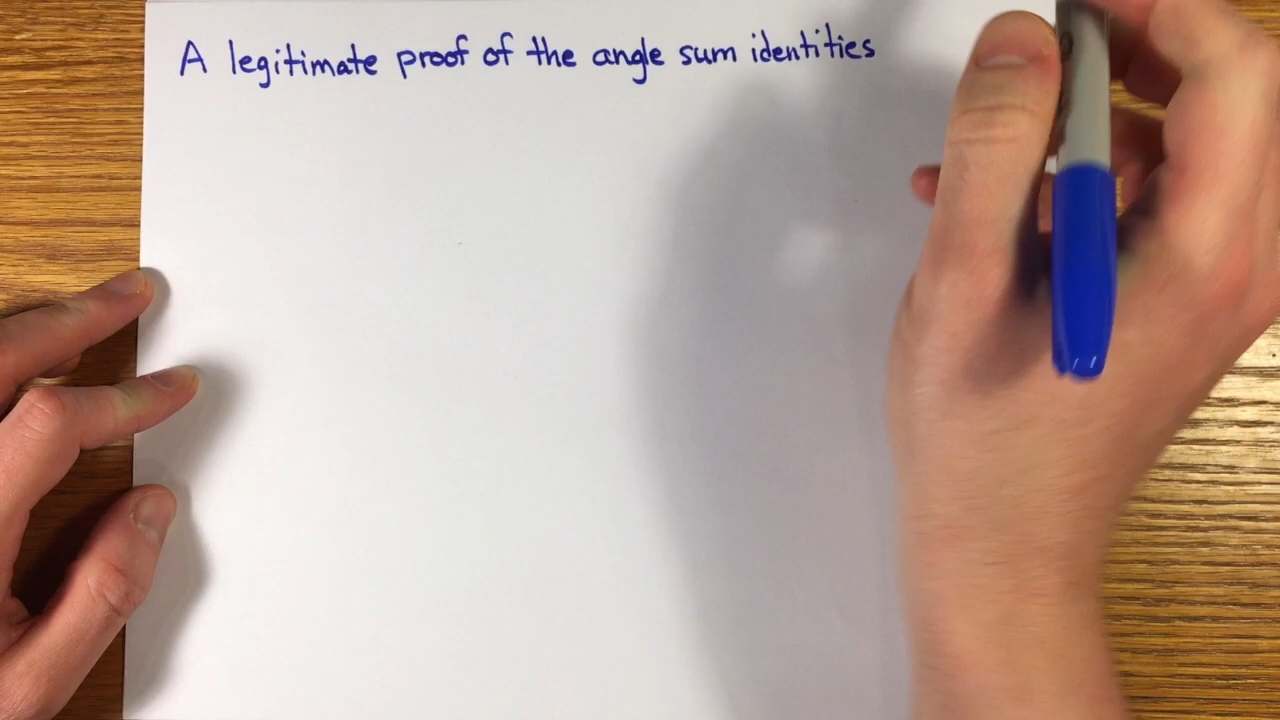 A legitimate proof of the angle sum identities